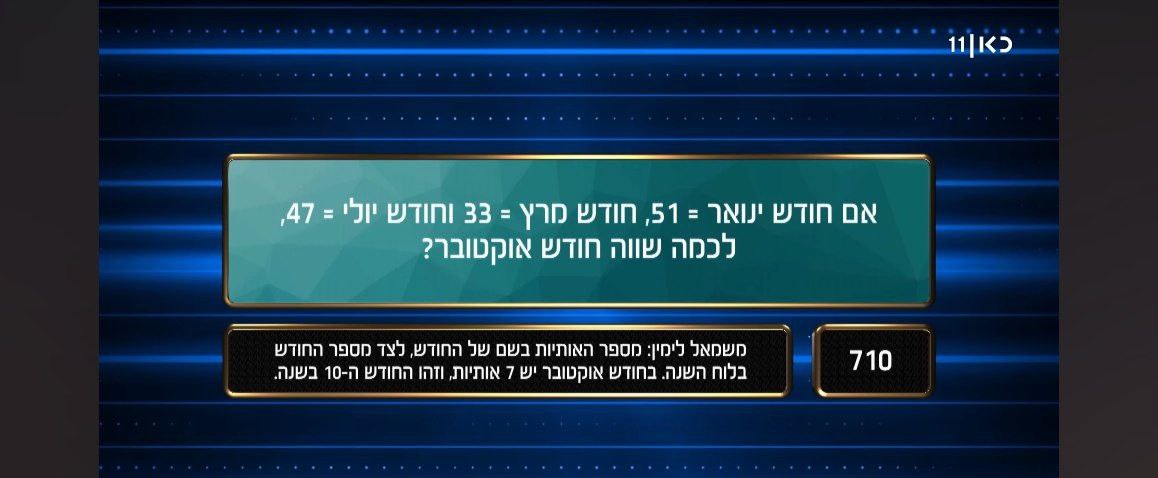 כאן|11
אם חודש ינואר = 51, חודש מרץ = 33 וחודש יולי = 47,
לכמה שווה חודש אוקטובר?
710
משמאל לימין: מספר האותיות בשם של החודש, לצד מספר החודש
בלוח השנה. בחודש אוקטובר יש 7 אותיות, וזהו החודש ה-10 בשנה.